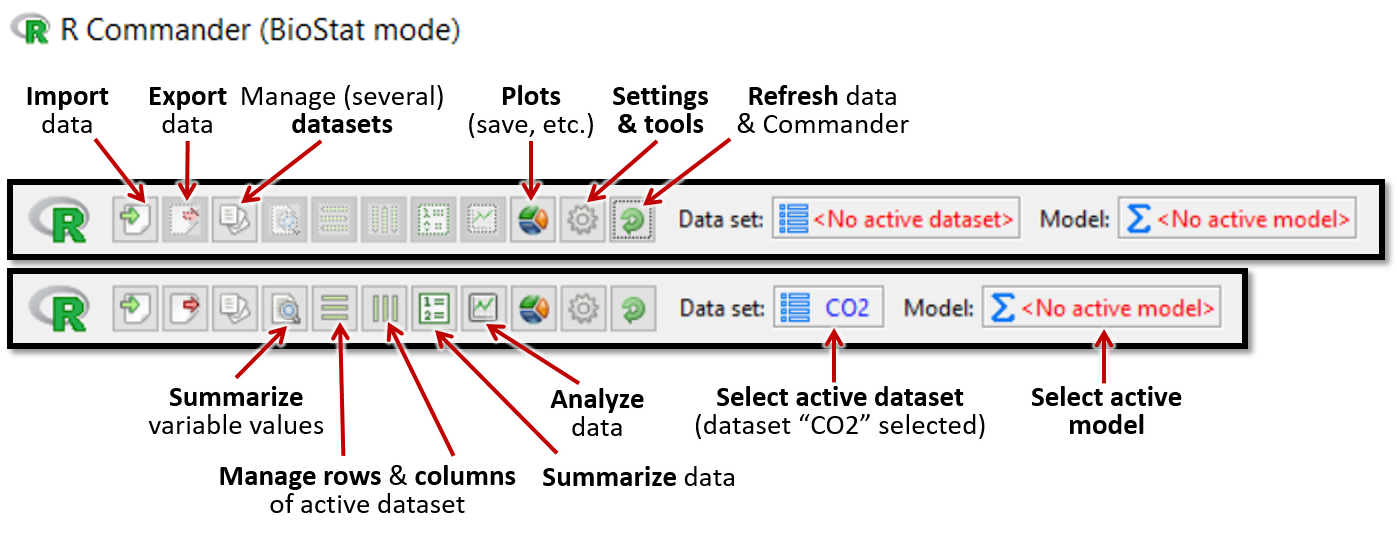 R Commander (BioStat mode)
Import
data
Export
data
Manage (several)
datasets
Plots
(save, etc.)
Settings
& tools
Refresh data
& Commander
R Data set: <No active dataset> Model: Σ <No active model>
R 1= 2= Data set: CO2 Model: Σ <No active model>
Summarize
variable values
Manage rows & columns
of active dataset
Summarize data
Analyze
data
Select active dataset
(dataset “CO2” selected)
Select active
model